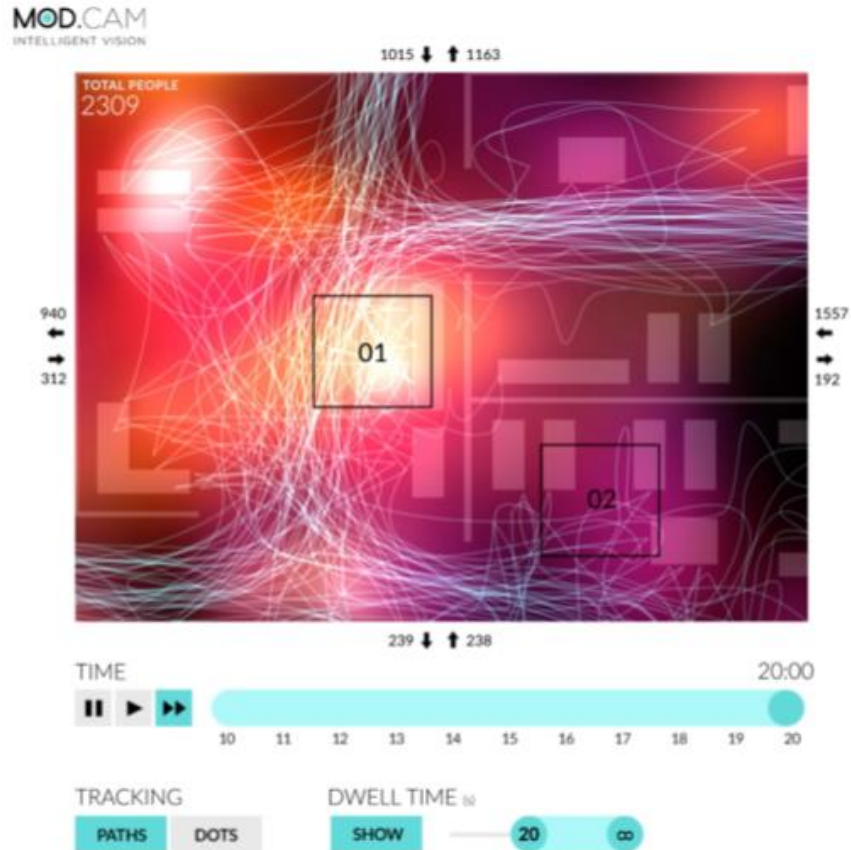 MOD.CAM
INTELLIGENT VISION
1015 1163
TOTAL PEOPLE
2309
940
312
1557
192
01
02
239 238
TIME 20:00
10 11 12 13 14 15 16 17 18 19 20
TRACKING DWELL TIME (s)
PATHS DOTS SHOW 20 ∞